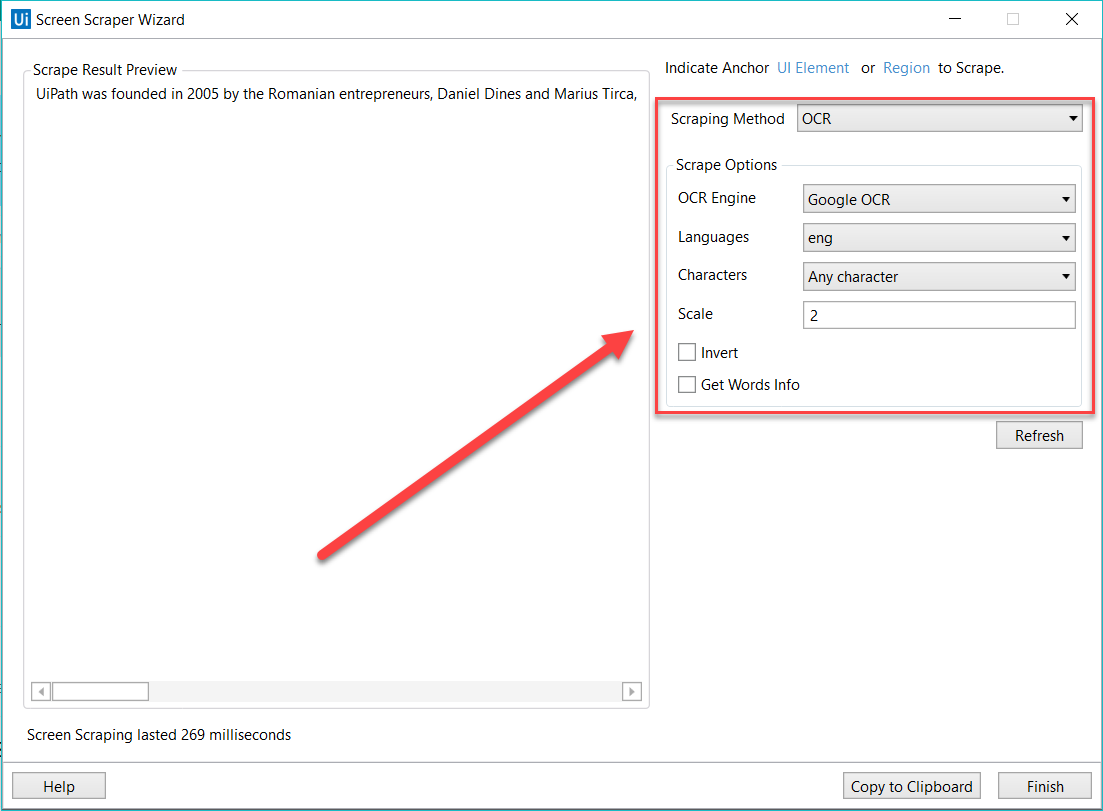 Ui Screen Scraper Wizard
Scrape Result Preview
UiPath was founded in 2005 by the Romanian entrepreneurs, Daniel Dines and Marius Tirca,
Indicate Anchor UI Element or Region to Scrape.
Scraping Method OCR
Scrape Options
OCR Engine Google OCR
Languages eng
Characters Any character
Scale 2
Invert
Get Words Info
Refresh
Screen Scraping lasted 269 milliseconds
Help Copy to Clipboard Finish